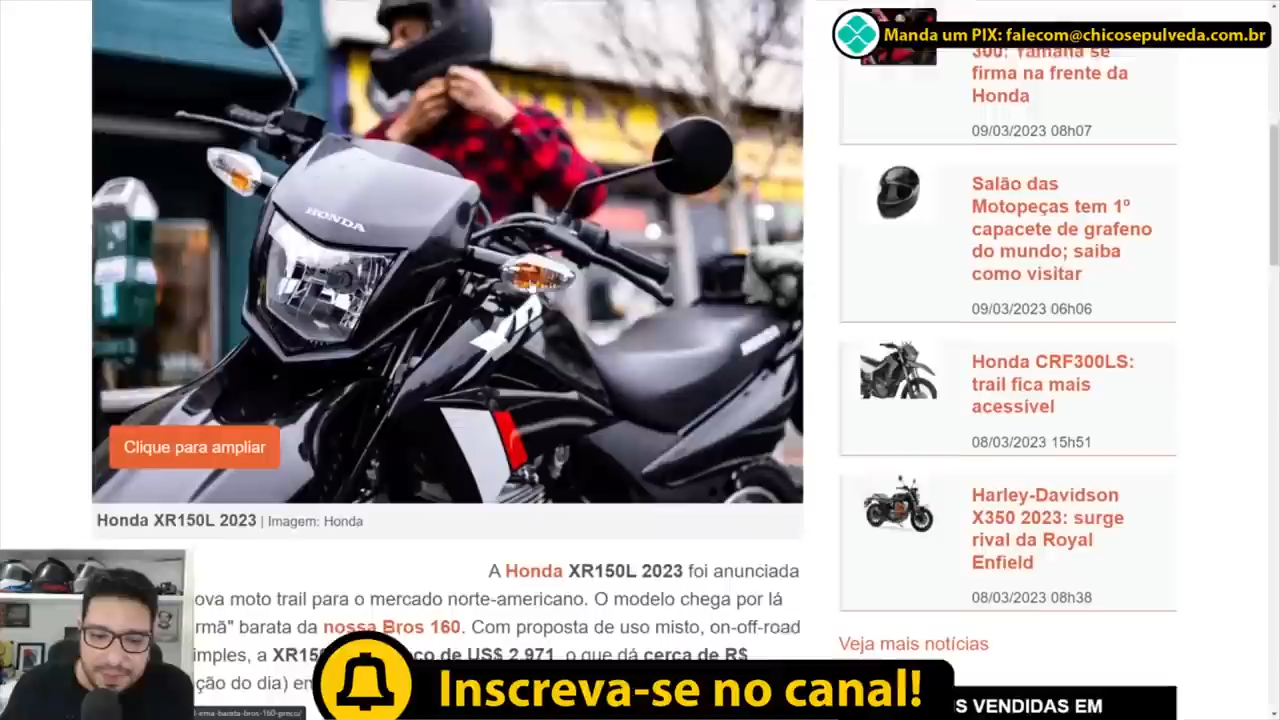 Manda um PIX: falecom@chicosepulveda.com.br
HONDA
XR
Clique para ampliar
Honda XR150L 2023 | Imagem: Honda
A Honda XR150L 2023 foi anunciada
ova moto trail para o mercado norte-americano. O modelo chega por lá
rmã" barata da nossa Bros 160. Com proposta de uso misto, on-off-road
imples, a XR15 ço de US$ 2.971, o que dá cerca de R$
ção do dia) en
Inscreva-se no canal!
300: Yamaha se
firma na frente da
Honda
09/03/2023 08h07
Salão das
Motopeças tem 1º
capacete de grafeno
do mundo; saiba
como visitar
09/03/2023 06h06
Honda CRF300LS:
trail fica mais
acessível
08/03/2023 15h51
Harley-Davidson
X350 2023: surge
rival da Royal
Enfield
08/03/2023 08h38
Veja mais notícias
S VENDIDAS EM